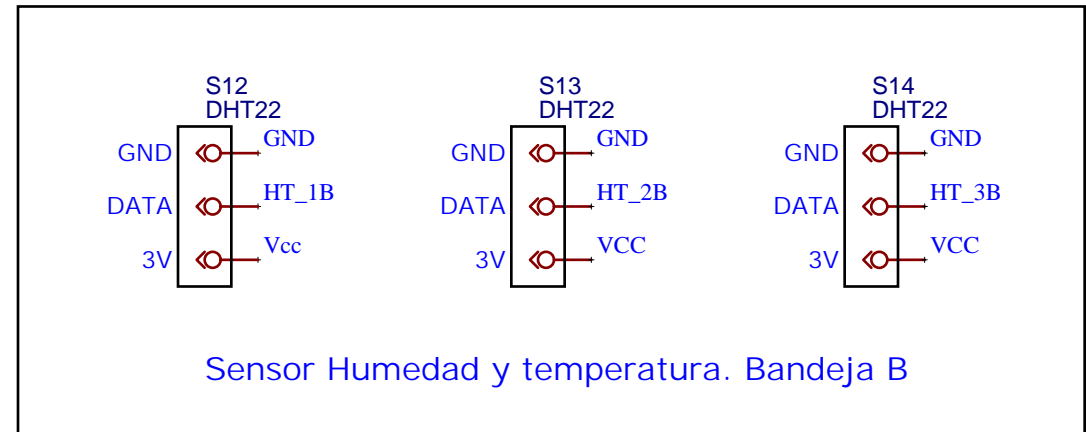 S12
DHT22
GND GND
DATA HT_1B
3V Vcc
S13
DHT22
GND GND
DATA HT_2B
3V VCC
S14
DHT22
GND GND
DATA HT_3B
3V VCC
Sensor Humedad y temperatura. Bandeja B